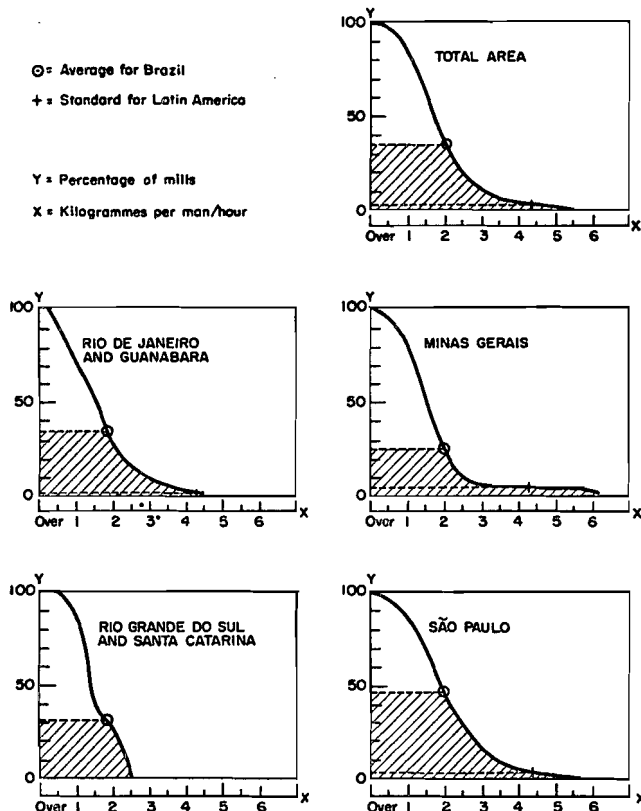 ⊙ = Average for Brazil
+ = Standard for Latin America
Y = Percentage of mills
X = Kilogrammes per man/hour
Y
100
TOTAL AREA
50
0
Over 1 2 3 4 5 6 X
Y
100
RIO DE JANEIRO
AND GUANABARA
50
0
Over 1 2 3 4 5 6 X
Y
100
MINAS GERAIS
50
0
Over 1 2 3 4 5 6 X
Y
100
RIO GRANDE DO SUL
AND SANTA CATARINA
50
0
Over 1 2 3 4 5 6 X
Y
100
SÃO PAULO
50
0
Over 1 2 3 4 5 6 X